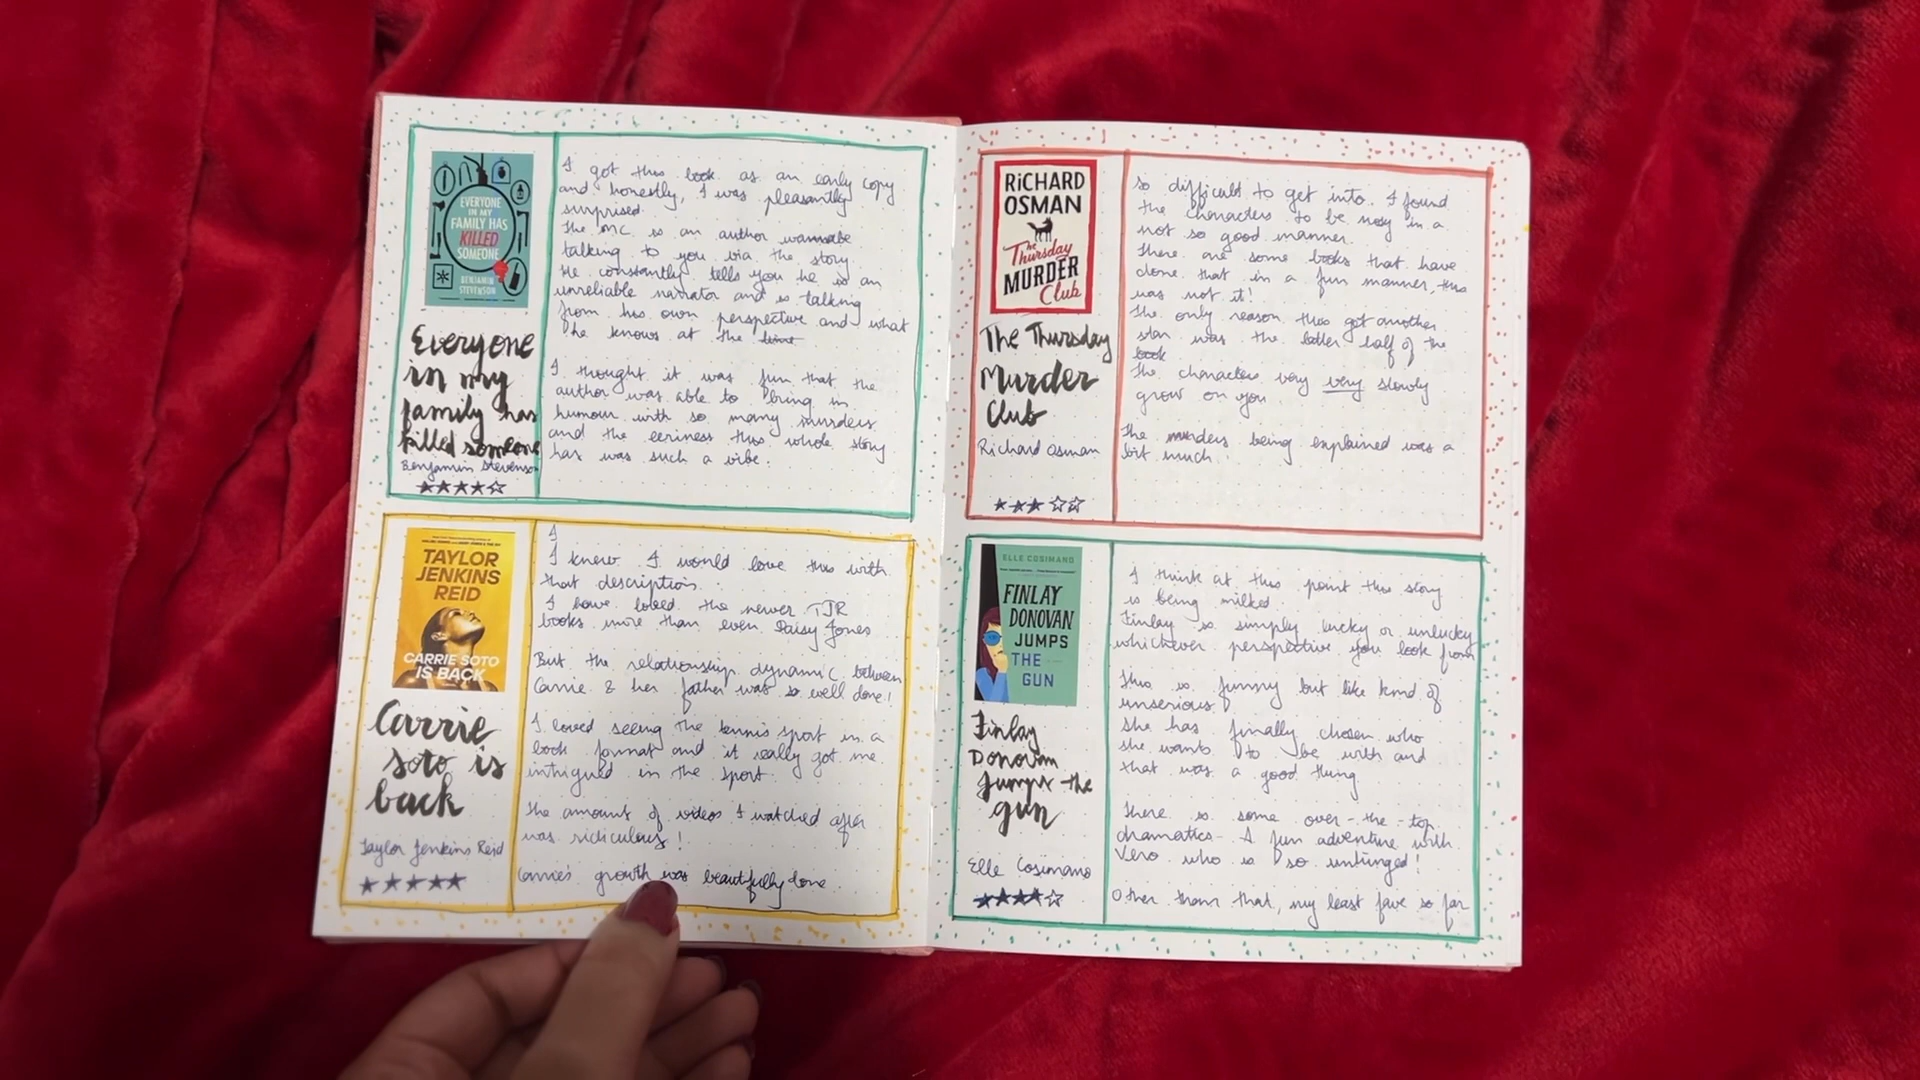 EVERYONE
IN MY
FAMILY HAS
KILLED
SOMEONE
BENJAMIN
STEVENSON
Everyone
in my
family has
killed someone
Benjamin Stevenson
I got this book as an early copy
and honestly, I was pleasantly
surprised.
The MC is an author wannabe
talking to you via the story.
He constantly tells you he is an
unreliable narrator and is talking
from his own perspective and what
he knows at the time
I thought it was fun that the
author was able to bring in
humour with so many murders
and the eeriness this whole story
has was such a vibe.
TAYLOR
JENKINS
REID
CARRIE SOTO
IS BACK
Carrie
soto is
back
Taylor Jenkins Reid
I
I knew I would love this with
that description.
I have loved the newer TJR
books more than even Daisy Jones
But the relationship dynamic between
Carrie & her father was so well done!
I loved seeing the tennis sport in a
book format and it really got me
intrigued in the sport.
The amount of videos I watched after
was ridiculous!
Carrie's growth was beautifully done
RiCHARD
OSMAN
The
Thursday
MURDER
Club
The Thursday
Murder
Club
Richard Osman
So difficult to get into. I found
the characters to be nosy in a
not so good manner.
There are some books that have
done that in a fun manner, this
was not it!
The only reason this got another
star was the latter half of the
book
The characters very very slowly
grow on you.
The murders being explained was a
bit much.
ELLE COSIMANO
FINLAY
DONOVAN
JUMPS
THE
GUN
Finlay
Donovan
jumps the
gun
Elle Cosimano
I think at this point this story
is being milked.
Finlay is simply lucky or unlucky
whichever perspective you look from
This is funny but like kind of
unserious.
She has finally chosen who
she wants to be with and
that was a good thing
There is some over-the-top
dramatics - A fun adventure with
Vero who is so unhinged!
Other than that, my least fave so far